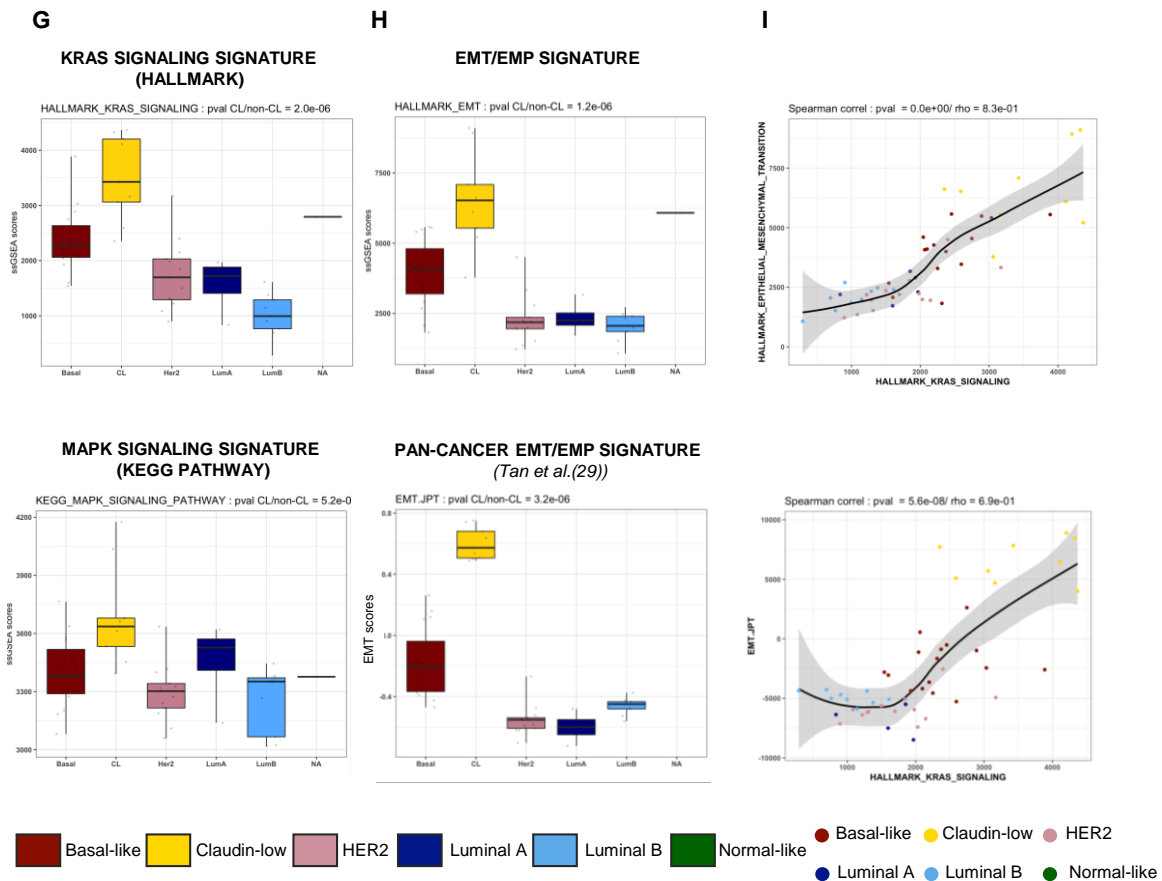 G
H
I
KRAS SIGNALING SIGNATURE
(HALLMARK)
EMT/EMP SIGNATURE
HALLMARK_KRAS_SIGNALING : pval CL/non-CL = 2.0e-06
HALLMARK_EMT : pval CL/non-CL = 1.2e-06
Spearman correl : pval = 0.0e+00/ rho = 8.3e-01
ssGSEA scores
4000
3000
2000
1000
Basal CL Her2 LumA LumB NA
ssGSEA scores
7500
5000
2500
Basal CL Her2 LumA LumB NA
HALLMARK_EPITHELIAL_MESENCHYMAL_TRANSITION
7500
5000
2500
0
1000 2000 3000 4000
HALLMARK_KRAS_SIGNALING
MAPK SIGNALING SIGNATURE
(KEGG PATHWAY)
PAN-CANCER EMT/EMP SIGNATURE
(Tan et al.(29))
KEGG_MAPK_SIGNALING_PATHWAY : pval CL/non-CL = 5.2e-0
EMT.JPT : pval CL/non-CL = 3.2e-06
Spearman correl : pval = 5.6e-08/ rho = 6.9e-01
ssGSEA scores
4200
3900
3600
3300
3000
Basal CL Her2 LumA LumB NA
EMT scores
0.8
0.4
1.0
-0.4
Basal CL Her2 LumA LumB NA
EMT.JPT
10000
5000
0
-5000
-10000
1000 2000 3000 4000
HALLMARK_KRAS_SIGNALING
Basal-like Claudin-low HER2 Luminal A Luminal B Normal-like
Basal-like Claudin-low HER2
Luminal A Luminal B Normal-like